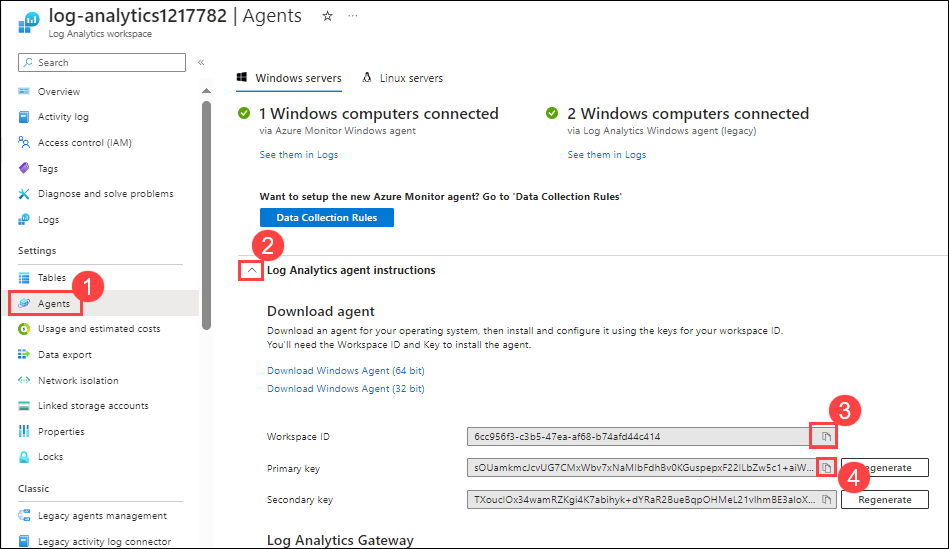 log-analytics1217782 | Agents
Log Analytics workspace
Search
Overview
Activity log
Access control (IAM)
Tags
Diagnose and solve problems
Logs
Settings
Tables
1
Agents
Usage and estimated costs
Data export
Network isolation
Linked storage accounts
Properties
Locks
Classic
Legacy agents management
Legacy activity log connector
Windows servers
Linux servers
1 Windows computers connected
via Azure Monitor Windows agent
See them in Logs
2 Windows computers connected
via Log Analytics Windows agent (legacy)
See them in Logs
Want to setup the new Azure Monitor agent? Go to 'Data Collection Rules'
Data Collection Rules
2
Log Analytics agent instructions
Download agent
Download an agent for your operating system, then install and configure it using the keys for your workspace ID.
You'll need the Workspace ID and Key to install the agent.
Download Windows Agent (64 bit)
Download Windows Agent (32 bit)
3
Workspace ID
6cc956f3-c3b5-47ea-af68-b74afd44c414
Primary key
4
Regenerate
Secondary key
Regenerate
Log Analytics Gateway